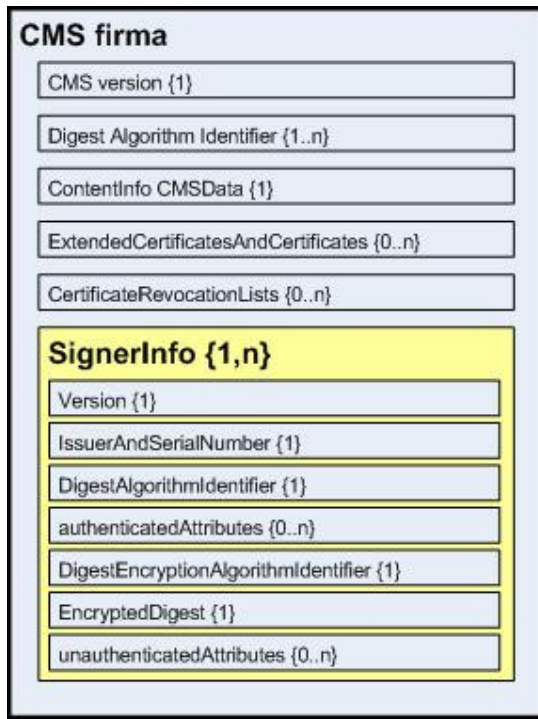 CMS firma
CMS version {1}
Digest Algorithm Identifier {1..n}
ContentInfo CMSData {1}
ExtendedCertificatesAndCertificates {0..n}
CertificateRevocationLists {0..n}
SignerInfo {1,n}
Version {1}
IssuerAndSerialNumber {1}
DigestAlgorithmIdentifier {1}
authenticatedAttributes {0..n}
DigestEncryptionAlgorithmIdentifier {1}
EncryptedDigest {1}
unauthenticatedAttributes {0..n}